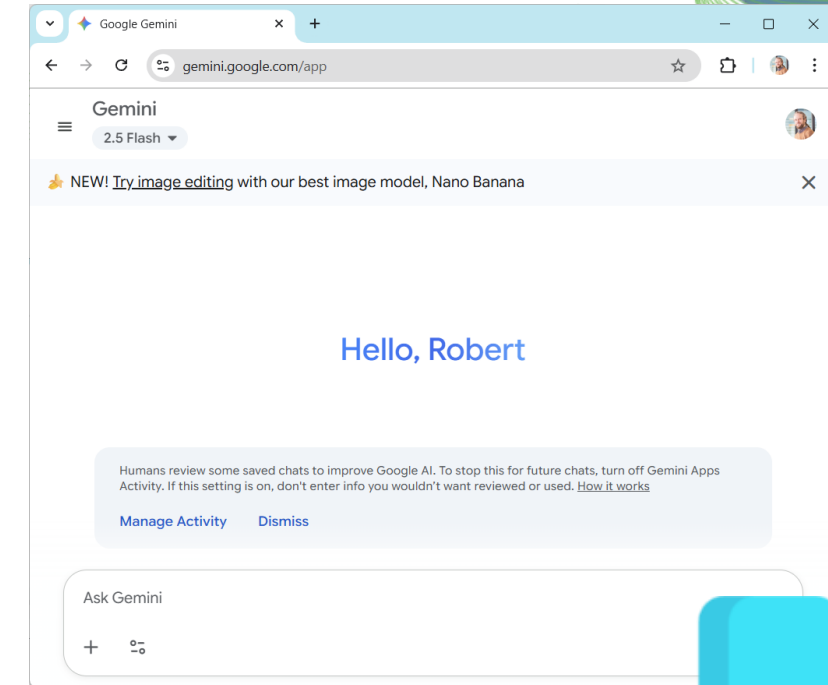 Google Gemini
gemini.google.com/app
Gemini
2.5 Flash
NEW! Try image editing with our best image model, Nano Banana
Hello, Robert
Humans review some saved chats to improve Google AI. To stop this for future chats, turn off Gemini Apps
Activity. If this setting is on, don't enter info you wouldn't want reviewed or used. How it works
Manage Activity Dismiss
Ask Gemini